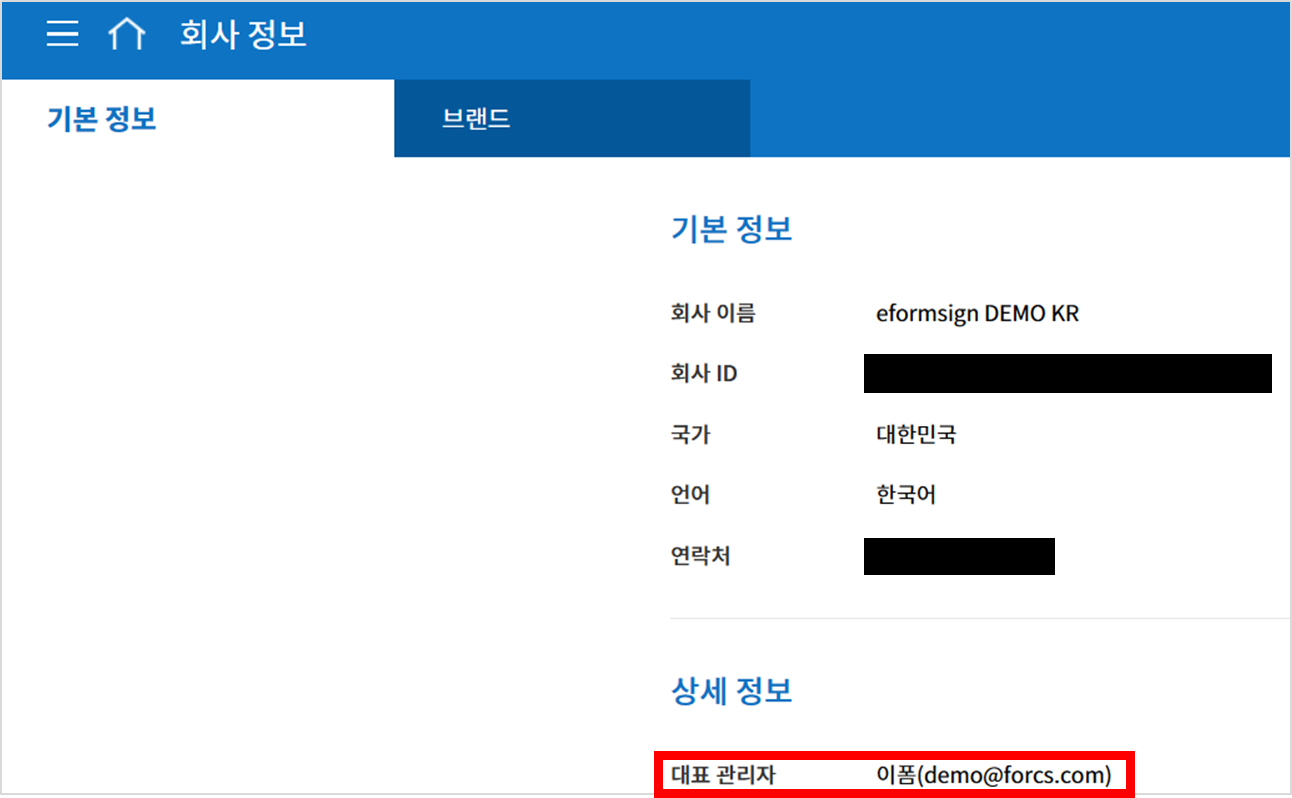 회사 정보
기본 정보
브랜드
기본 정보
회사 이름 eformsign DEMO KR
회사 ID
국가 대한민국
언어 한국어
연락처
상세 정보
대표 관리자 이폼(demo@forcs.com)